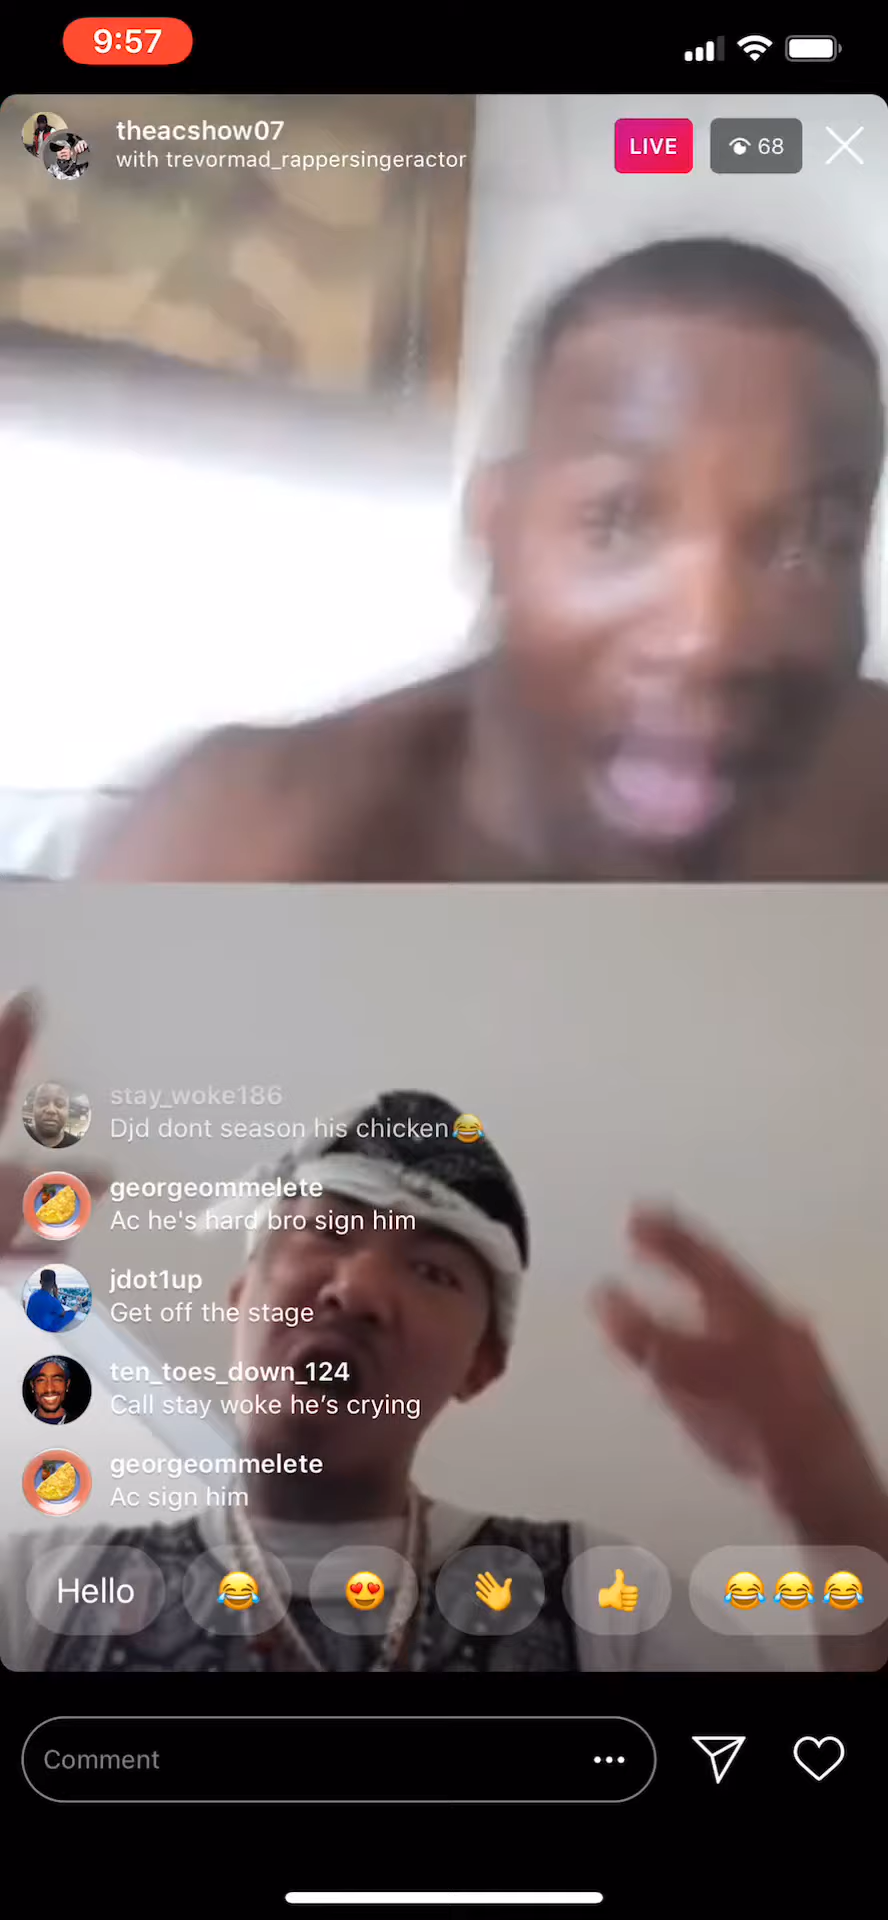 9:57
theacshow07
with trevormad_rappersingeractor
LIVE
68
stay_woke186
Djd dont season his chicken😂
georgeommelete
Ac he's hard bro sign him
jdot1up
Get off the stage
ten_toes_down_124
Call stay woke he's crying
georgeommelete
Ac sign him
Hello 😂 😍 👋 👍 😂😂😂
Comment